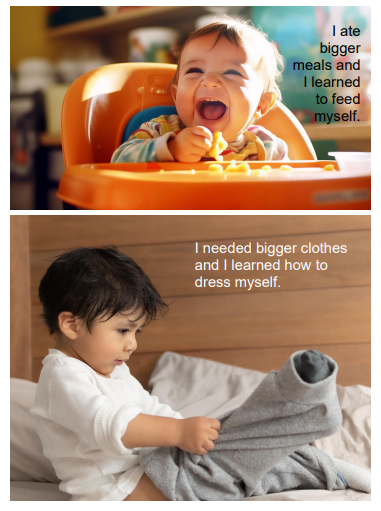 I ate
bigger
meals and
I learned
to feed
myself.
I needed bigger clothes
and I learned how to
dress myself.